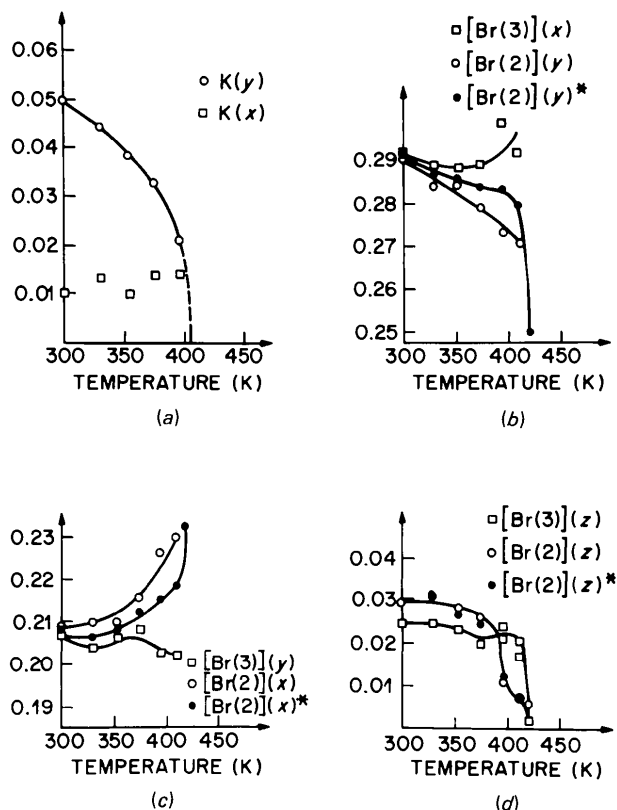 0.06
0.05
0.04
0.03
0.02
0.01
○ K(y)
□ K(x)
300 350 400 450
TEMPERATURE (K)
(a)
□ [Br(3)](x)
○ [Br(2)](y)
● [Br(2)](y)*
0.29
0.28
0.27
0.26
0.25
300 350 400 450
TEMPERATURE (K)
(b)
0.23
0.22
0.21
0.20
0.19
□ [Br(3)](y)
○ [Br(2)](x)
● [Br(2)](x)*
300 350 400 450
TEMPERATURE (K)
(c)
□ [Br(3)](z)
○ [Br(2)](z)
● [Br(2)](z)*
0.04
0.03
0.02
0.01
300 350 400 450
TEMPERATURE (K)
(d)